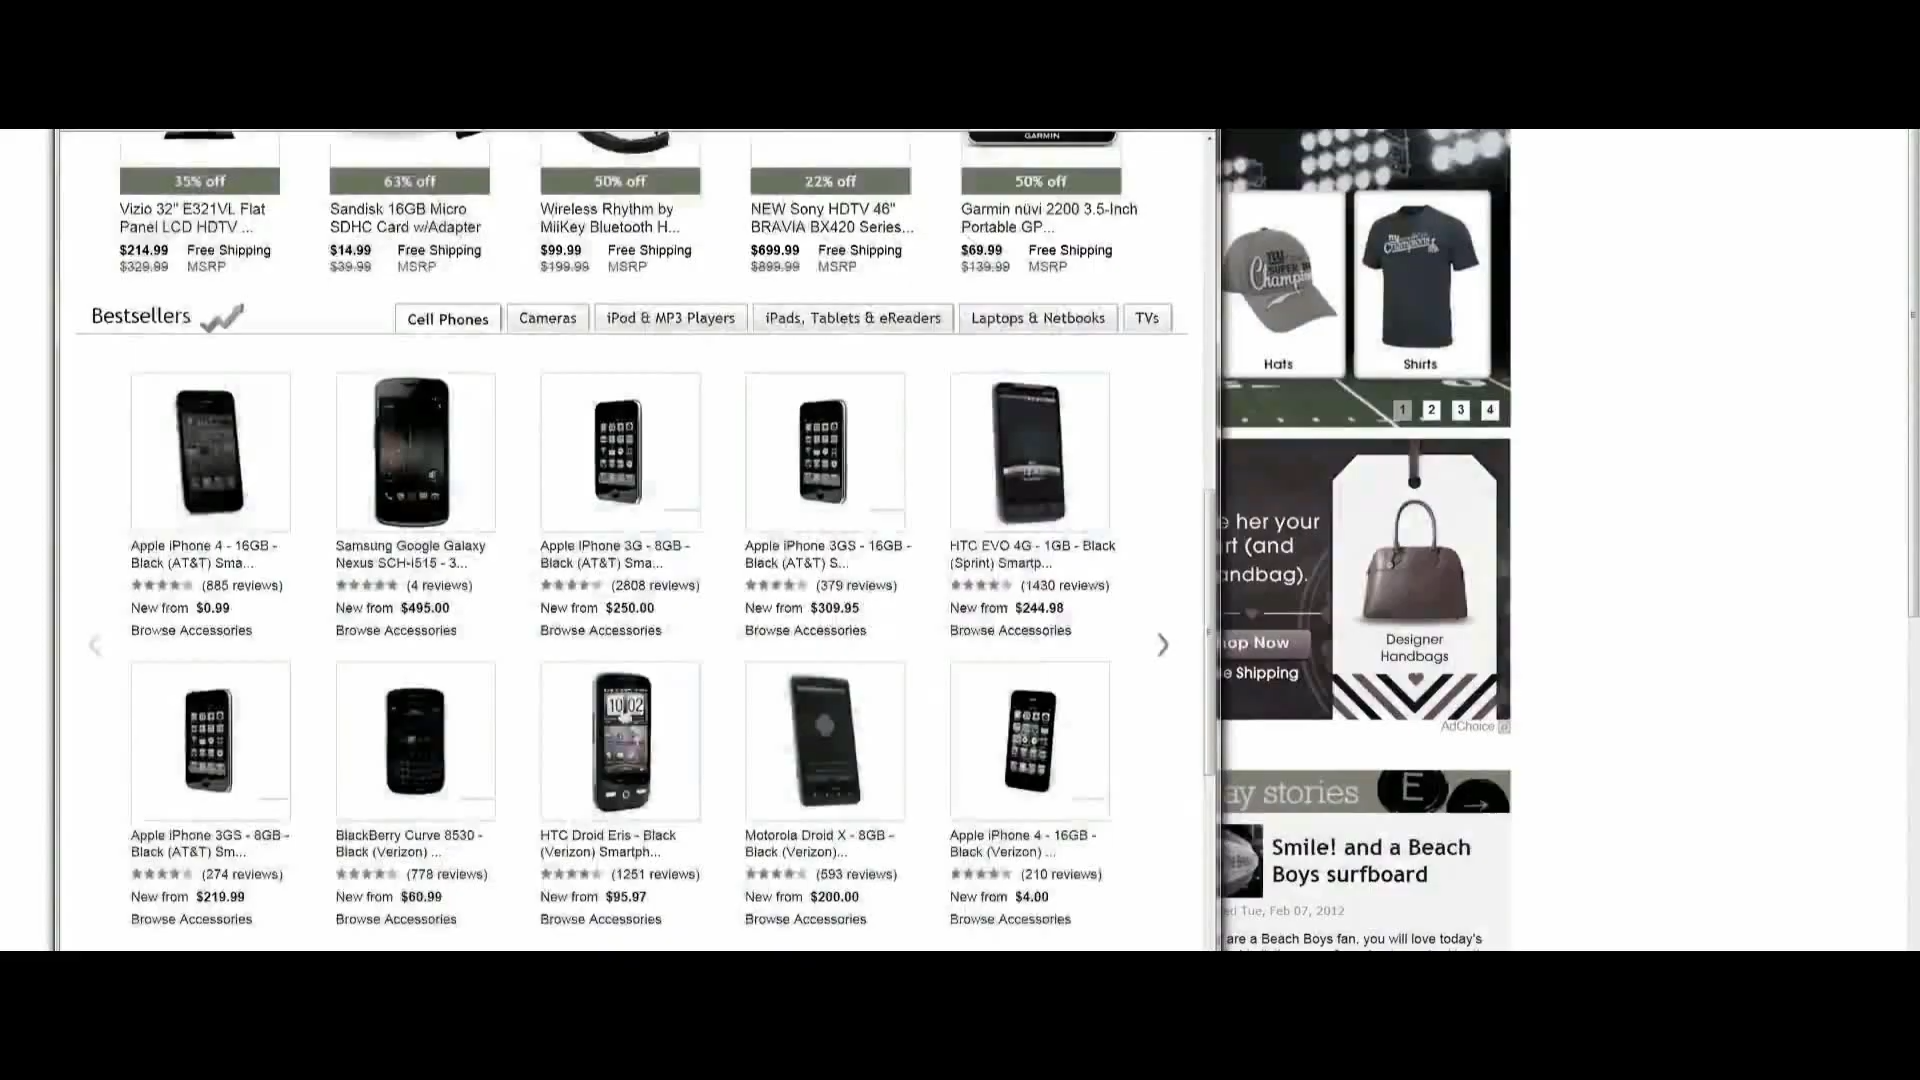 GARMIN
35% off
63% off
50% off
22% off
50% off
Vizio 32" E321VL Flat
Panel LCD HDTV ...
$214.99 Free Shipping
$329.99 MSRP
Sandisk 16GB Micro
SDHC Card w/Adapter
$14.99 Free Shipping
$39.99 MSRP
Wireless Rhythm by
MiiKey Bluetooth H...
$99.99 Free Shipping
$199.99 MSRP
NEW Sony HDTV 46"
BRAVIA BX420 Series...
$699.99 Free Shipping
$899.99 MSRP
Garmin nüvi 2200 3.5-Inch
Portable GP...
$69.99 Free Shipping
$139.99 MSRP
Bestsellers
Cell Phones
Cameras
iPod & MP3 Players
iPads, Tablets & eReaders
Laptops & Netbooks
TVs
Apple iPhone 4 - 16GB -
Black (AT&T) Sma...
(885 reviews)
New from $0.99
Browse Accessories
Samsung Google Galaxy
Nexus SCH-i515 - 3...
(4 reviews)
New from $495.00
Browse Accessories
Apple iPhone 3G - 8GB -
Black (AT&T) Sma...
(2808 reviews)
New from $250.00
Browse Accessories
Apple iPhone 3GS - 16GB -
Black (AT&T) S...
(379 reviews)
New from $309.95
Browse Accessories
HTC EVO 4G - 1GB - Black
(Sprint) Smartp...
(1430 reviews)
New from $244.98
Browse Accessories
Apple iPhone 3GS - 8GB -
Black (AT&T) Sm...
(274 reviews)
New from $219.99
Browse Accessories
BlackBerry Curve 8530 -
Black (Verizon) ...
(778 reviews)
New from $60.99
Browse Accessories
10:02
HTC Droid Eris - Black
(Verizon) Smartph...
(1251 reviews)
New from $95.97
Browse Accessories
Motorola Droid X - 8GB -
Black (Verizon)...
(593 reviews)
New from $200.00
Browse Accessories
Apple iPhone 4 - 16GB -
Black (Verizon) ...
(210 reviews)
New from $4.00
Browse Accessories
Hats
Shirts
1 2 3 4
e her your
rt (and
andbag).
hop Now
e Shipping
Designer
Handbags
AdChoice
ay stories
E
Smile! and a Beach
Boys surfboard
ed Tue, Feb 07, 2012
are a Beach Boys fan, you will love today's